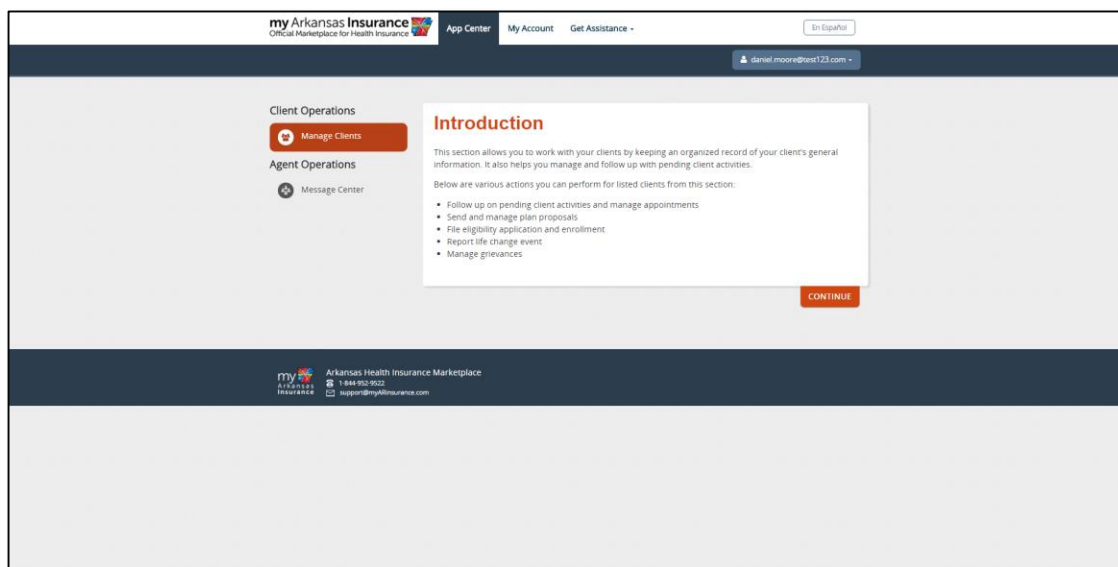 my Arkansas Insurance
Official Marketplace for Health Insurance
App Center
My Account
Get Assistance
En Español
daniel.moore@test123.com
Client Operations
Manage Clients
Agent Operations
Message Center
Introduction
This section allows you to work with your clients by keeping an organized record of your client's general
information. It also helps you manage and follow up with pending client activities.
Below are various actions you can perform for listed clients from this section:
Follow up on pending client activities and manage appointments
Send and manage plan proposals
File eligibility application and enrollment
Report life change event
Manage grievances
CONTINUE
my
Arkansas
Insurance
Arkansas Health Insurance Marketplace
1-844-952-9522
support@myARinsurance.com